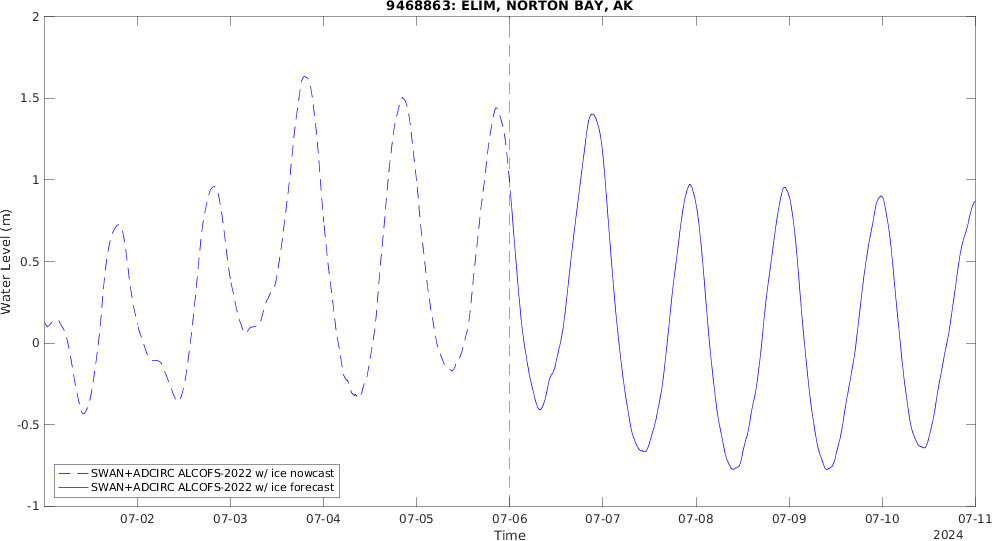 9468863: ELIM, NORTON BAY, AK
Water Level (m)
2
1.5
1
0.5
0
-0.5
-1
SWAN+ADCIRC ALCOFS-2022 w/ ice nowcast
SWAN+ADCIRC ALCOFS-2022 w/ ice forecast
07-02 07-03 07-04 07-05 07-06 07-07 07-08 07-09 07-10 07-11
Time
2024